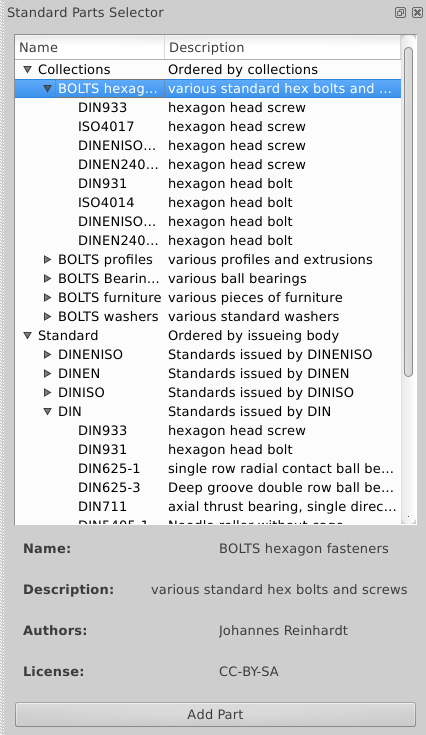 Standard Parts Selector
Name Description
Collections Ordered by collections
BOLTS hexag... various standard hex bolts and ...
DIN933 hexagon head screw
ISO4017 hexagon head screw
DINENISO... hexagon head screw
DINEN240... hexagon head screw
DIN931 hexagon head bolt
ISO4014 hexagon head bolt
DINENISO... hexagon head bolt
DINEN240... hexagon head bolt
BOLTS profiles various profiles and extrusions
BOLTS Bearin... various ball bearings
BOLTS furniture various pieces of furniture
BOLTS washers various standard washers
Standard Ordered by issueing body
DINENISO Standards issued by DINENISO
DINEN Standards issued by DINEN
DINISO Standards issued by DINISO
DIN Standards issued by DIN
DIN933 hexagon head screw
DIN931 hexagon head bolt
DIN625-1 single row radial contact ball be...
DIN625-3 Deep groove double row ball be...
DIN711 axial thrust bearing, single direc...
DIN5405-1 Needle roller without cage
Name: BOLTS hexagon fasteners
Description: various standard hex bolts and screws
Authors: Johannes Reinhardt
License: CC-BY-SA
Add Part